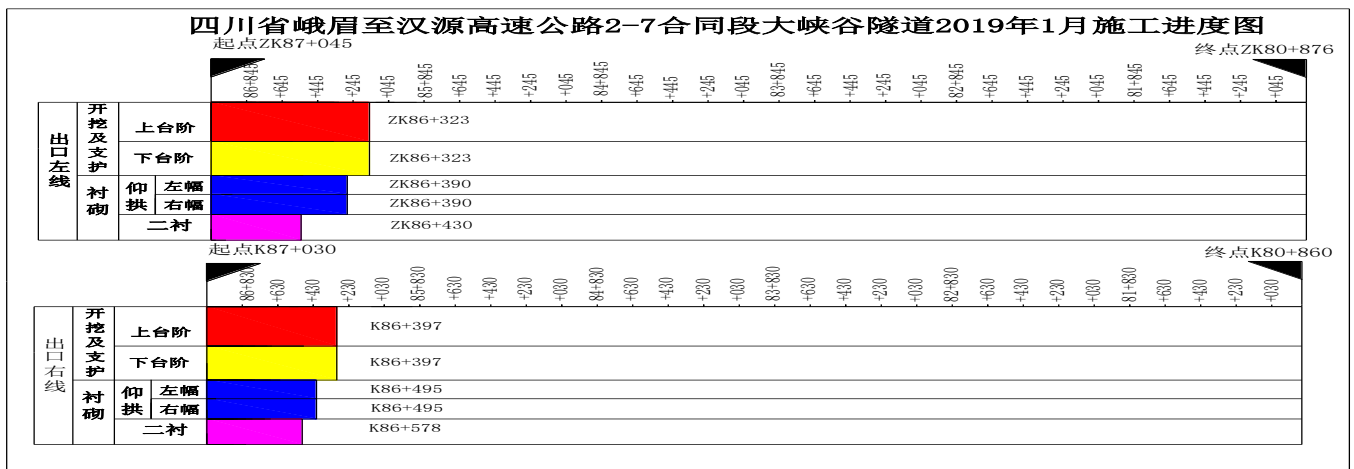 四川省峨眉至汉源高速公路2-7合同段大峡谷隧道2019年1月施工进度图
起点ZK87+045
终点ZK80+876
86+845 +645 +445 +245 +045 85+845 +645 +445 +245 +045 84+845 +645 +445 +245 +045 83+845 +645 +445 +245 +045 82+845 +645 +445 +245 +045 81+845 +645 +445 +245 +045
出口左线
开挖及支护
上台阶 ZK86+323
下台阶 ZK86+323
衬砌
仰拱
左幅 ZK86+390
右幅 ZK86+390
二衬 ZK86+430
起点K87+030
终点K80+860
86+830 +630 +430 +230 +030 85+830 +630 +430 +230 +030 84+830 +630 +430 +230 +030 83+830 +630 +430 +230 +030 82+830 +630 +430 +230 +030 81+830 +630 +430 +230 +030
出口右线
开挖及支护
上台阶 K86+397
下台阶 K86+397
衬砌
仰拱
左幅 K86+495
右幅 K86+495
二衬 K86+578